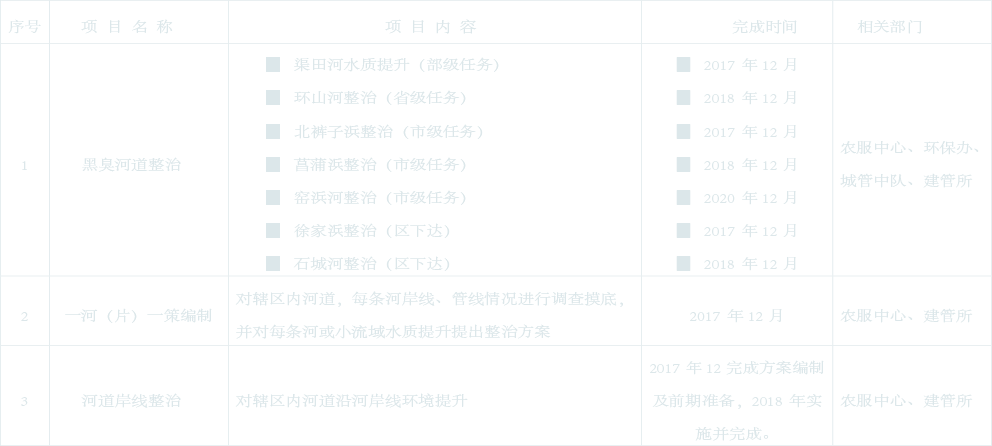 序号 项 目 名 称 项 目 内 容 完成时间 相关部门
■ 渠田河水质提升（部级任务） ■ 2017 年 12 月
■ 环山河整治（省级任务） ■ 2018 年 12 月
■ 北裤子浜整治（市级任务） ■ 2017 年 12 月
1 黑臭河道整治 ■ 菖蒲浜整治（市级任务） ■ 2018 年 12 月 农服中心、环保办、
城管中队、建管所
■ 窑浜河整治（市级任务） ■ 2020 年 12 月
■ 徐家浜整治（区下达） ■ 2017 年 12 月
■ 石城河整治（区下达） ■ 2018 年 12 月
2 一河（片）一策编制 对辖区内河道，每条河岸线、管线情况进行调查摸底，
并对每条河或小流域水质提升提出整治方案 2017 年 12 月 农服中心、建管所
3 河道岸线整治 对辖区内河道沿河岸线环境提升 2017 年 12 完成方案编制
及前期准备，2018 年实
施并完成。 农服中心、建管所